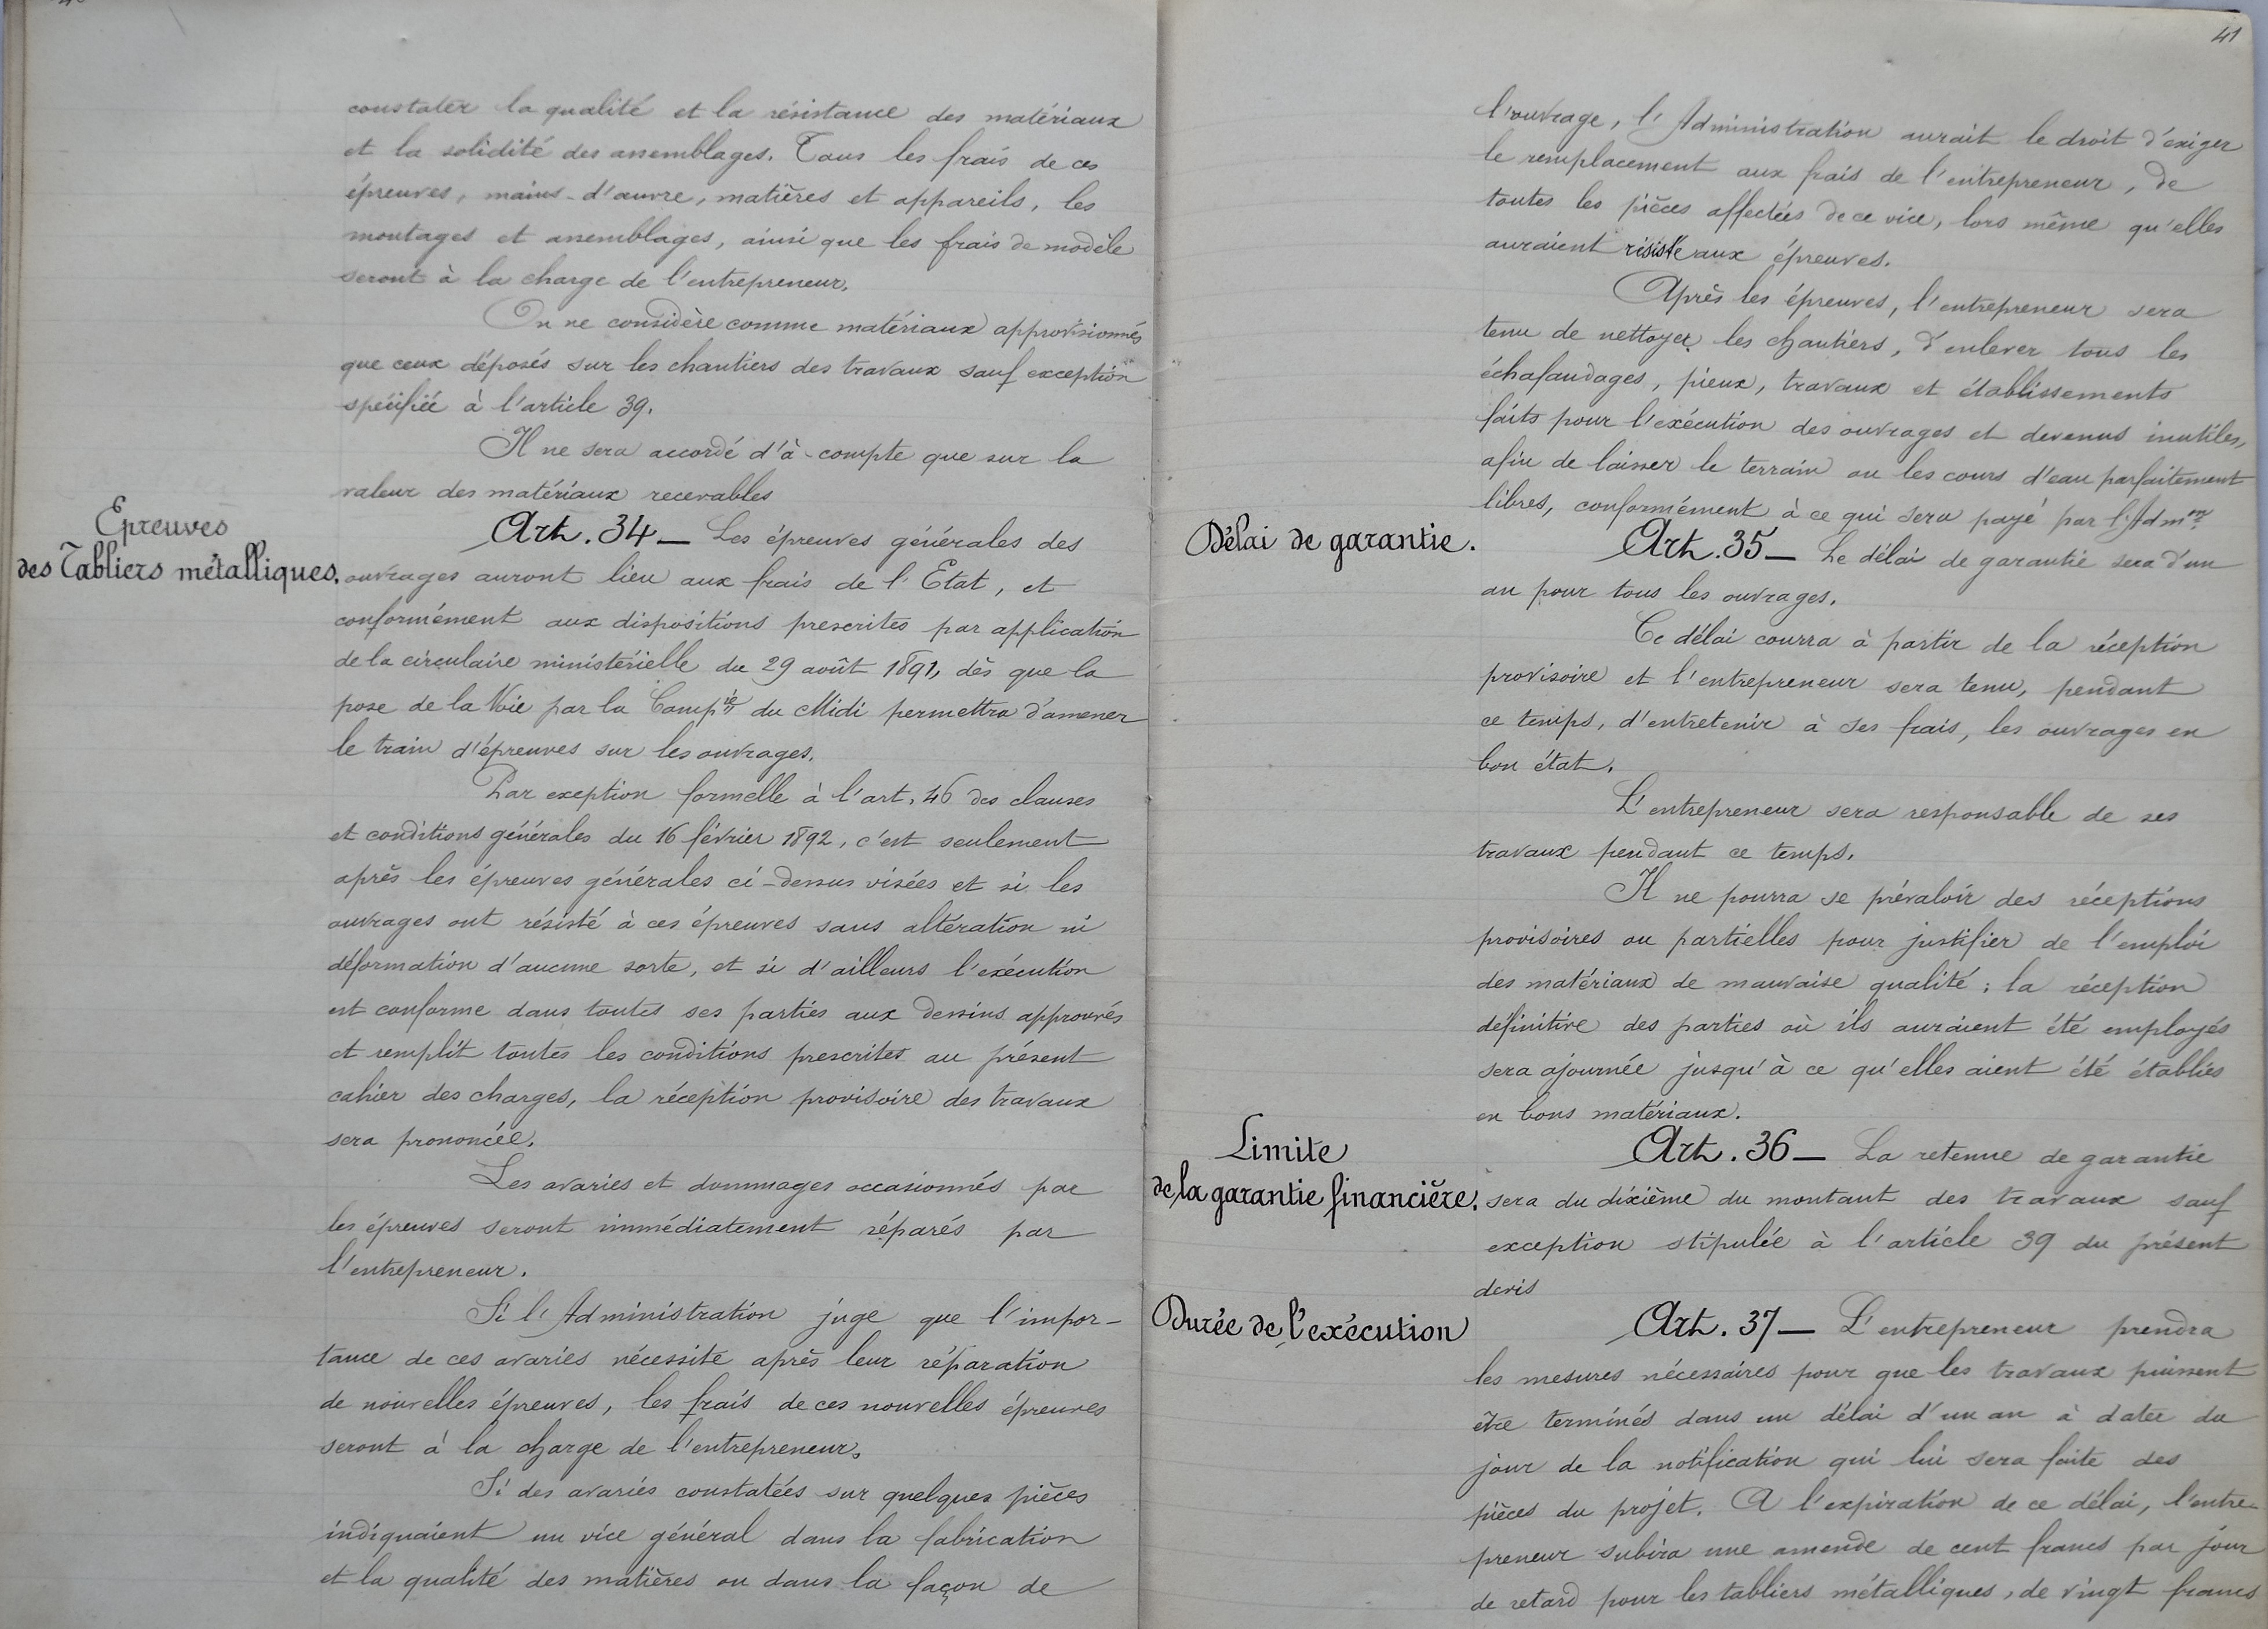 constater la qualité et la résistance des matériaux
et la solidité des assemblages. Tous les frais de ces
épreuves, mains-d'œuvre, matières et appareils, les
montages et assemblages, ainsi que les frais de modèle
seront à la charge de l'entrepreneur.
On ne considère comme matériaux approvisionnés
que ceux déposés sur les chantiers des travaux sauf exception
spécifiée à l'article 39.
Il ne sera accordé d'à-compte que sur la
valeur des matériaux recevables
Epreuves
des Tabliers métalliques.
Art. 34 — Les épreuves générales des
ouvrages auront lieu aux frais de l'Etat, et
conformément aux dispositions prescrites par application
de la circulaire ministérielle du 29 août 1891, dès que la
pose de la Voie par la Compie du Midi permettra d'amener
le train d'épreuves sur les ouvrages.
Par exeption formelle à l'art. 46 des clauses
et conditions générales du 16 février 1892, c'est seulement
après les épreuves générales ci-dessus visées et si les
ouvrages ont résisté à ces épreuves sans altération ni
déformation d'aucune sorte, et si d'ailleurs l'exécution
est conforme dans toutes ses parties aux dessins approuvés
et remplit toutes les conditions prescrites au présent
cahier des charges, la réception provisoire des travaux
sera prononcée.
Les avaries et dommages occasionnés par
les épreuves seront immédiatement réparés par
l'entrepreneur.
Si l'Administration juge que l'impor-
tance de ces avaries nécessite après leur réparation
de nouvelles épreuves, les frais de ces nouvelles épreuves
seront à la charge de l'entrepreneur.
Si des avaries constatées sur quelques pièces
indiquaient un vice général dans la fabrication
et la qualité des matières ou dans la façon de
41
l'ouvrage, l'Administration aurait le droit d'exiger
le remplacement aux frais de l'entrepreneur, de
toutes les pièces affectées de ce vice, lors même qu'elles
auraient résisté aux épreuves.
Après les épreuves, l'entrepreneur sera
tenu de nettoyer les chantiers, d'enlever tous les
échafaudages, pieux, travaux et établissements
faits pour l'exécution des ouvrages et devenus inutiles,
afin de laisser le terrain ou les cours d'eau parfaitement
libres, conformément à ce qui sera payé par l'Admon
Délai de garantie.
Art. 35 — Le délai de garantie sera d'un
an pour tous les ouvrages.
Ce délai courra à partir de la réception
provisoire et l'entrepreneur sera tenu, pendant
ce temps, d'entretenir à ses frais, les ouvrages en
bon état.
L'entrepreneur sera responsable de ses
travaux pendant ce temps.
Il ne pourra se prévaloir des réceptions
provisoires ou partielles pour justifier de l'emploi
des matériaux de mauvaise qualité ; la réception
définitive des parties où ils auraient été employés
sera ajournée jusqu'à ce qu'elles aient été établies
en bons matériaux.
Limite
de la garantie financière.
Art. 36 — La retenue de garantie
sera du dixième du montant des travaux sauf
exception stipulée à l'article 39 du présent
devis
Durée de l'exécution
Art. 37 — L'entrepreneur prendra
les mesures nécessaires pour que les travaux puissent
être terminés dans un délai d'un an à dater du
jour de la notification qui lui sera faite des
pièces du projet. A l'expiration de ce délai, l'entre-
preneur subira une amende de cent francs par jour
de retard pour les tabliers métalliques, de vingt francs